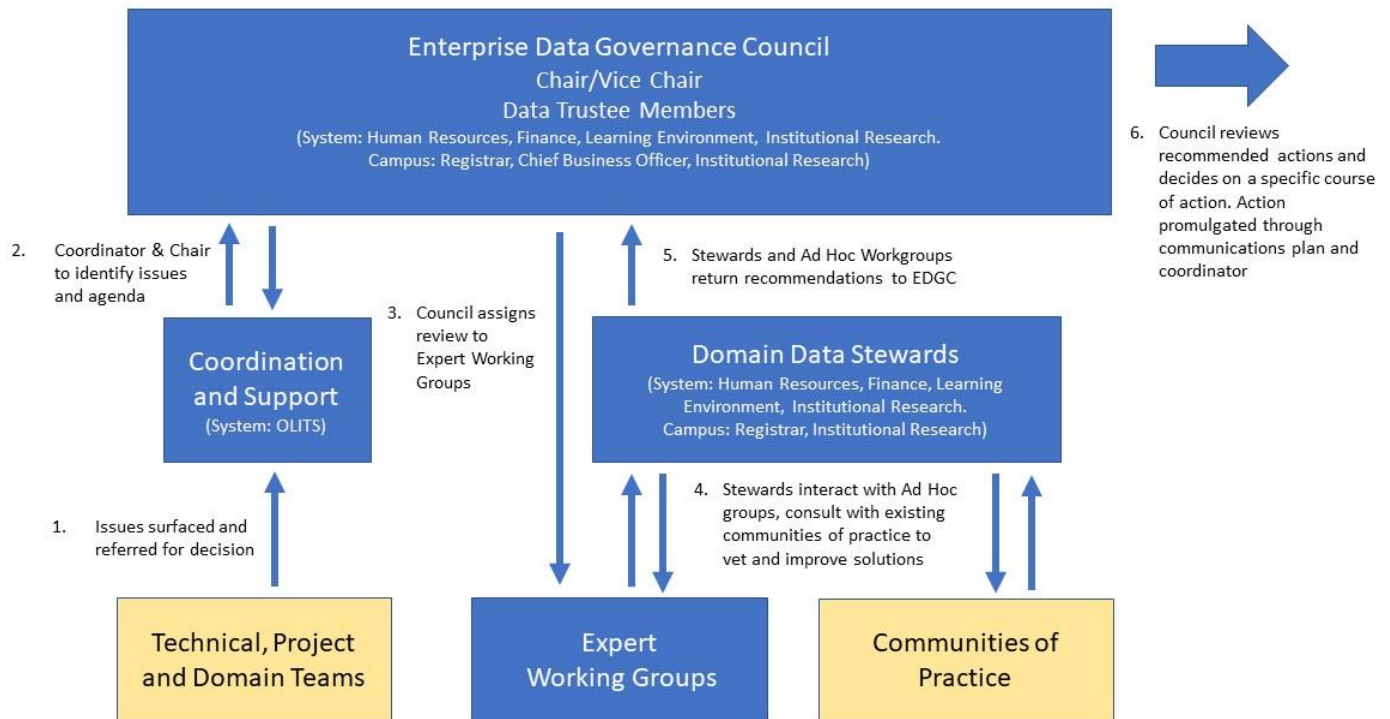 Enterprise Data Governance Council
Chair/Vice Chair
Data Trustee Members
(System: Human Resources, Finance, Learning Environment, Institutional Research.
Campus: Registrar, Chief Business Officer, Institutional Research)
6. Council reviews
recommended actions and
decides on a specific course
of action. Action
promulgated through
communications plan and
coordinator
2. Coordinator & Chair
to identify issues
and agenda
3. Council assigns
review to
Expert Working
Groups
5. Stewards and Ad Hoc Workgroups
return recommendations to EDGC
Coordination
and Support
(System: OLITS)
Domain Data Stewards
(System: Human Resources, Finance, Learning
Environment, Institutional Research.
Campus: Registrar, Institutional Research)
1. Issues surfaced and
referred for decision
4. Stewards interact with Ad Hoc
groups, consult with existing
communities of practice to
vet and improve solutions
Technical, Project
and Domain Teams
Expert
Working Groups
Communities of
Practice